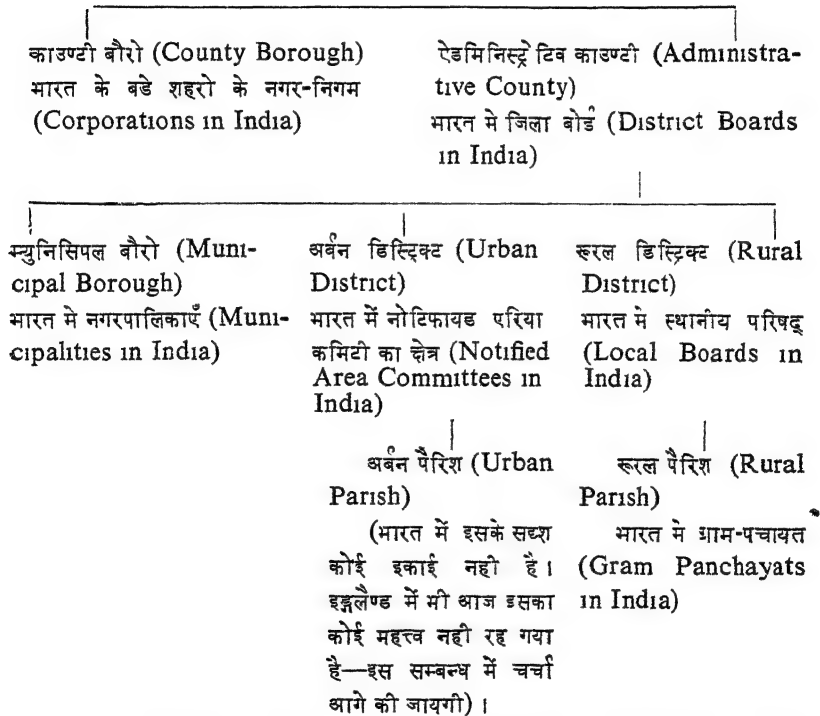 काउण्टी बौरो (County Borough)
भारत के बडे शहरो के नगर-निगम
(Corporations in India)
ऐडमिनिस्ट्रेटिव काउण्टी (Administra-
tive County)
भारत मे जिला बोर्ड (District Boards
in India)
म्युनिसिपल बौरो (Muni-
cipal Borough)
भारत मे नगरपालिकाएँ (Muni-
cipalities in India)
अर्बन डिस्ट्रिक्ट (Urban
District)
भारत में नोटिफायड एरिया
कमिटी का क्षेत्र (Notified
Area Committees in
India)
रूरल डिस्ट्रिक्ट (Rural
District)
भारत मे स्थानीय परिषद्
(Local Boards in
India)
अर्बन पैरिश (Urban
Parish)
(भारत में इसके सदृश
कोई इकाई नही है।
इङ्गलैण्ड में भी आज इसका
कोई महत्त्व नही रह गया
है—इस सम्बन्ध में चर्चा
आगे की जायगी)।
रूरल पैरिश (Rural
Parish)
भारत मे ग्राम-पचायत
(Gram Panchayats
in India)